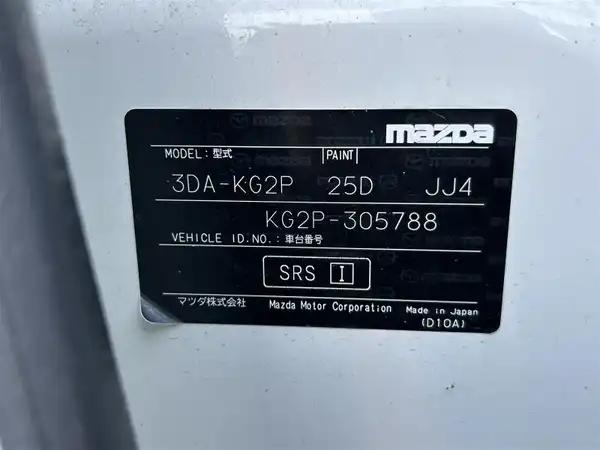 mazda
MODEL:型式 PAINT
3DA-KG2P 25D JJ4
KG2P-305788
VEHICLE ID.NO.:車台番号
SRS I
マツダ株式会社 Mazda Motor Corporation Made in Japan
(D10A)